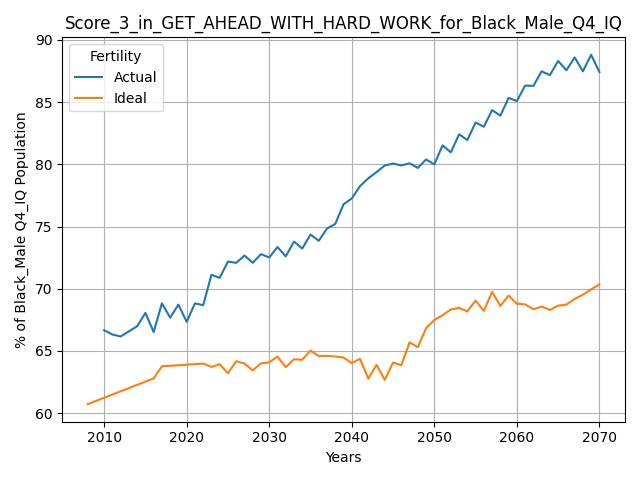 Score_3_in_GET_AHEAD_WITH_HARD_WORK_for_Black_Male_Q4_IQ
Fertility
Actual
Ideal
% of Black_Male Q4_IQ Population
90
85
80
75
70
65
60
2010 2020 2030 2040 2050 2060 2070
Years